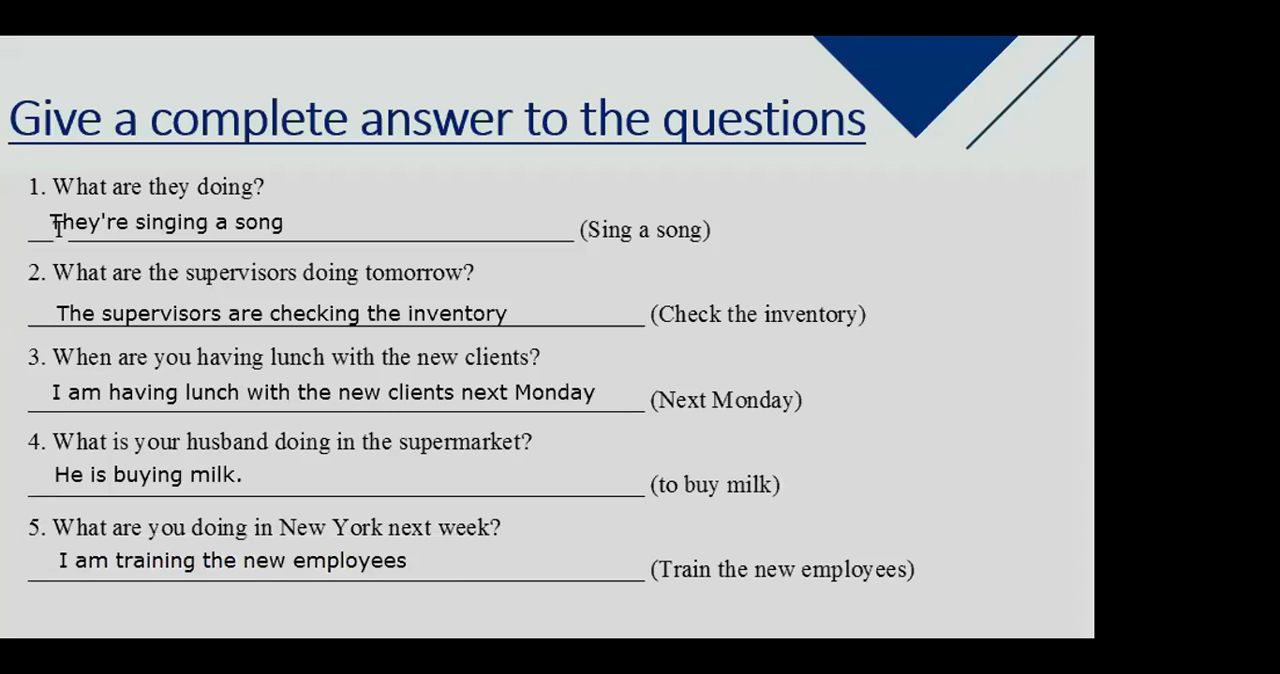 Give a complete answer to the questions
1. What are they doing?
They're singing a song (Sing a song)
2. What are the supervisors doing tomorrow?
The supervisors are checking the inventory (Check the inventory)
3. When are you having lunch with the new clients?
I am having lunch with the new clients next Monday (Next Monday)
4. What is your husband doing in the supermarket?
He is buying milk. (to buy milk)
5. What are you doing in New York next week?
I am training the new employees (Train the new employees)